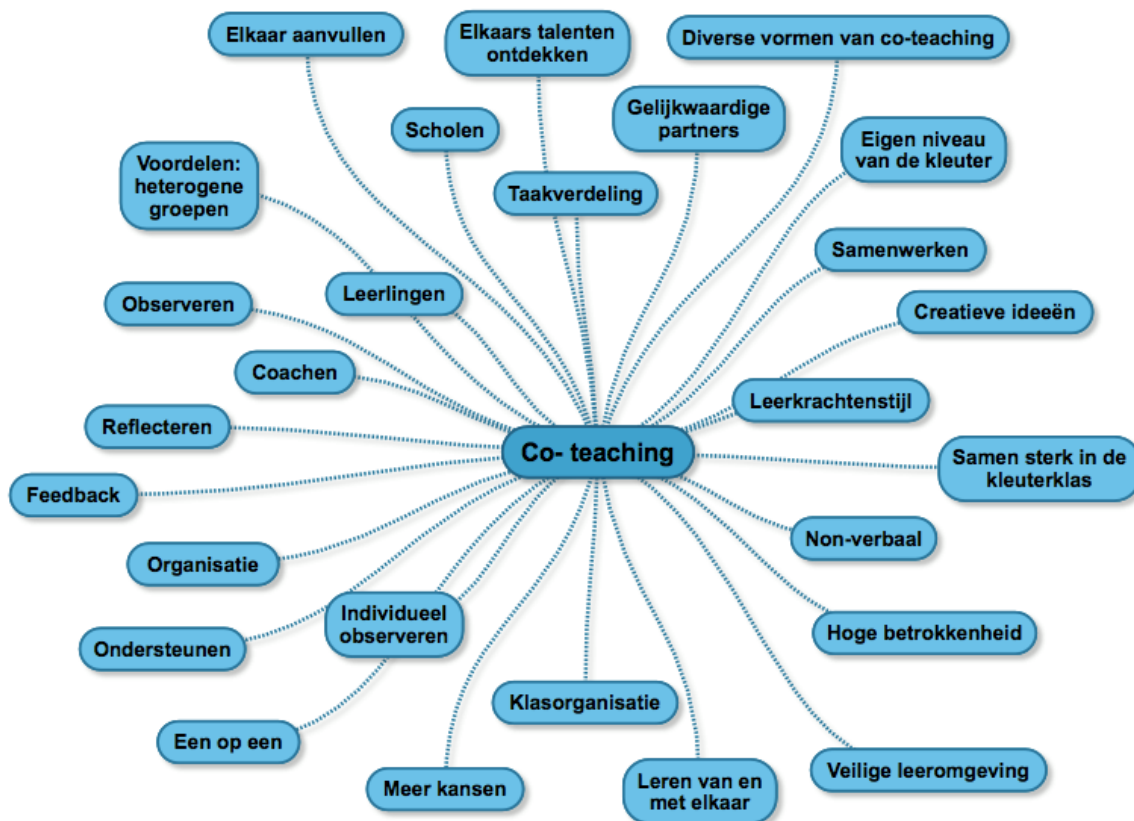 Elkaar aanvullen
Elkaars talenten
ontdekken
Diverse vormen van co-teaching
Gelijkwaardige
partners
Scholen
Eigen niveau
van de kleuter
Voordelen:
heterogene
groepen
Taakverdeling
Samenwerken
Leerlingen
Observeren
Creatieve ideeën
Coachen
Leerkrachtenstijl
Reflecteren
Co- teaching
Samen sterk in de
kleuterklas
Feedback
Non-verbaal
Organisatie
Individueel
observeren
Hoge betrokkenheid
Ondersteunen
Klasorganisatie
Een op een
Veilige leeromgeving
Meer kansen
Leren van en
met elkaar